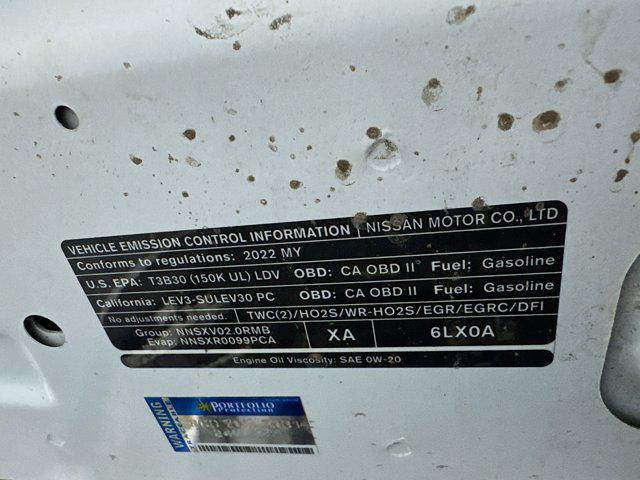 VEHICLE EMISSION CONTROL INFORMATION | NISSAN MOTOR CO., LTD
Conforms to regulations: 2022 MY
U.S. EPA: T3B30 (150K UL) LDV OBD: CA OBD II Fuel: Gasoline
California: LEV3-SULEV30 PC OBD: CA OBD II Fuel: Gasoline
No adjustments needed. TWC(2)/HO2S/WR-HO2S/EGR/EGRC/DFI
Group: NNSXV02.0RMB
Evap: NNSXR0099PCA
XA
6LX0A
Engine Oil Viscosity: SAE 0W-20
WARNING
PORTFOLIO
Protection